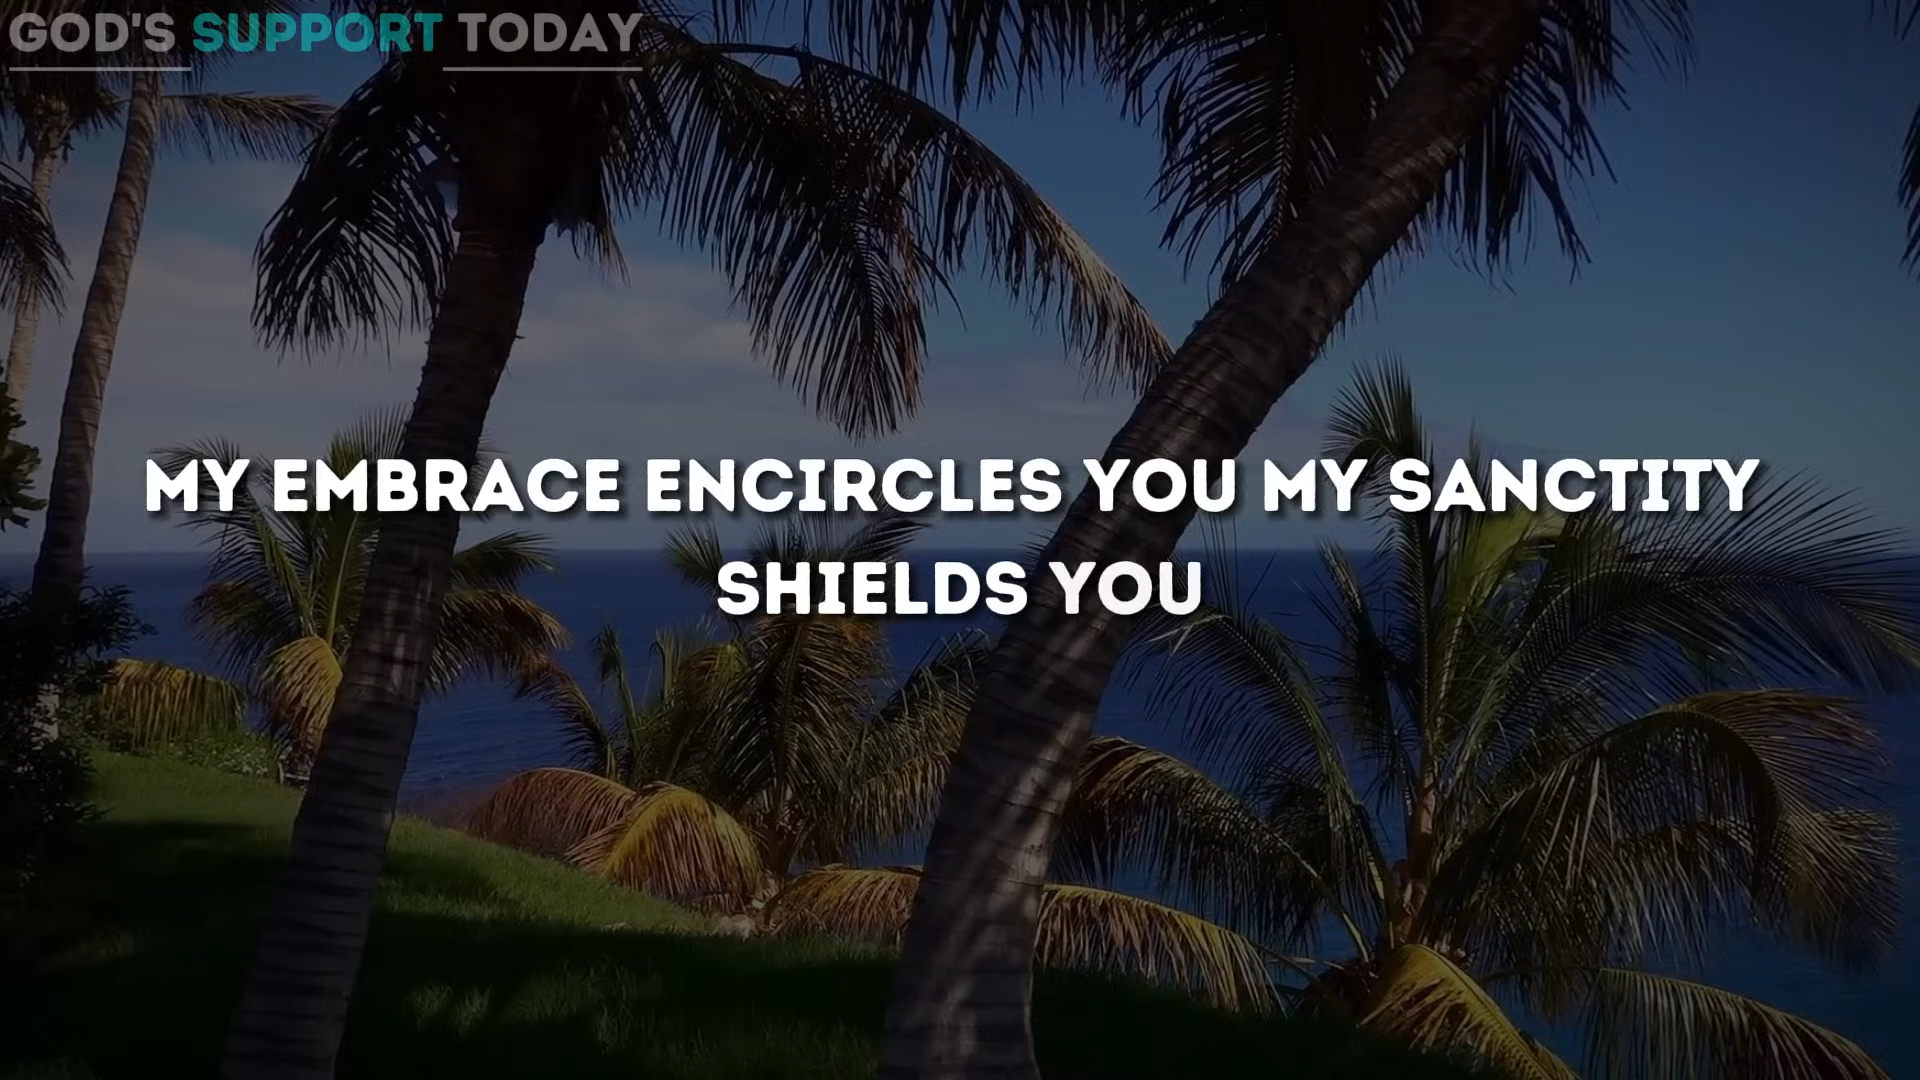 GOD'S SUPPORT TODAY
MY EMBRACE ENCIRCLES YOU MY SANCTITY
SHIELDS YOU